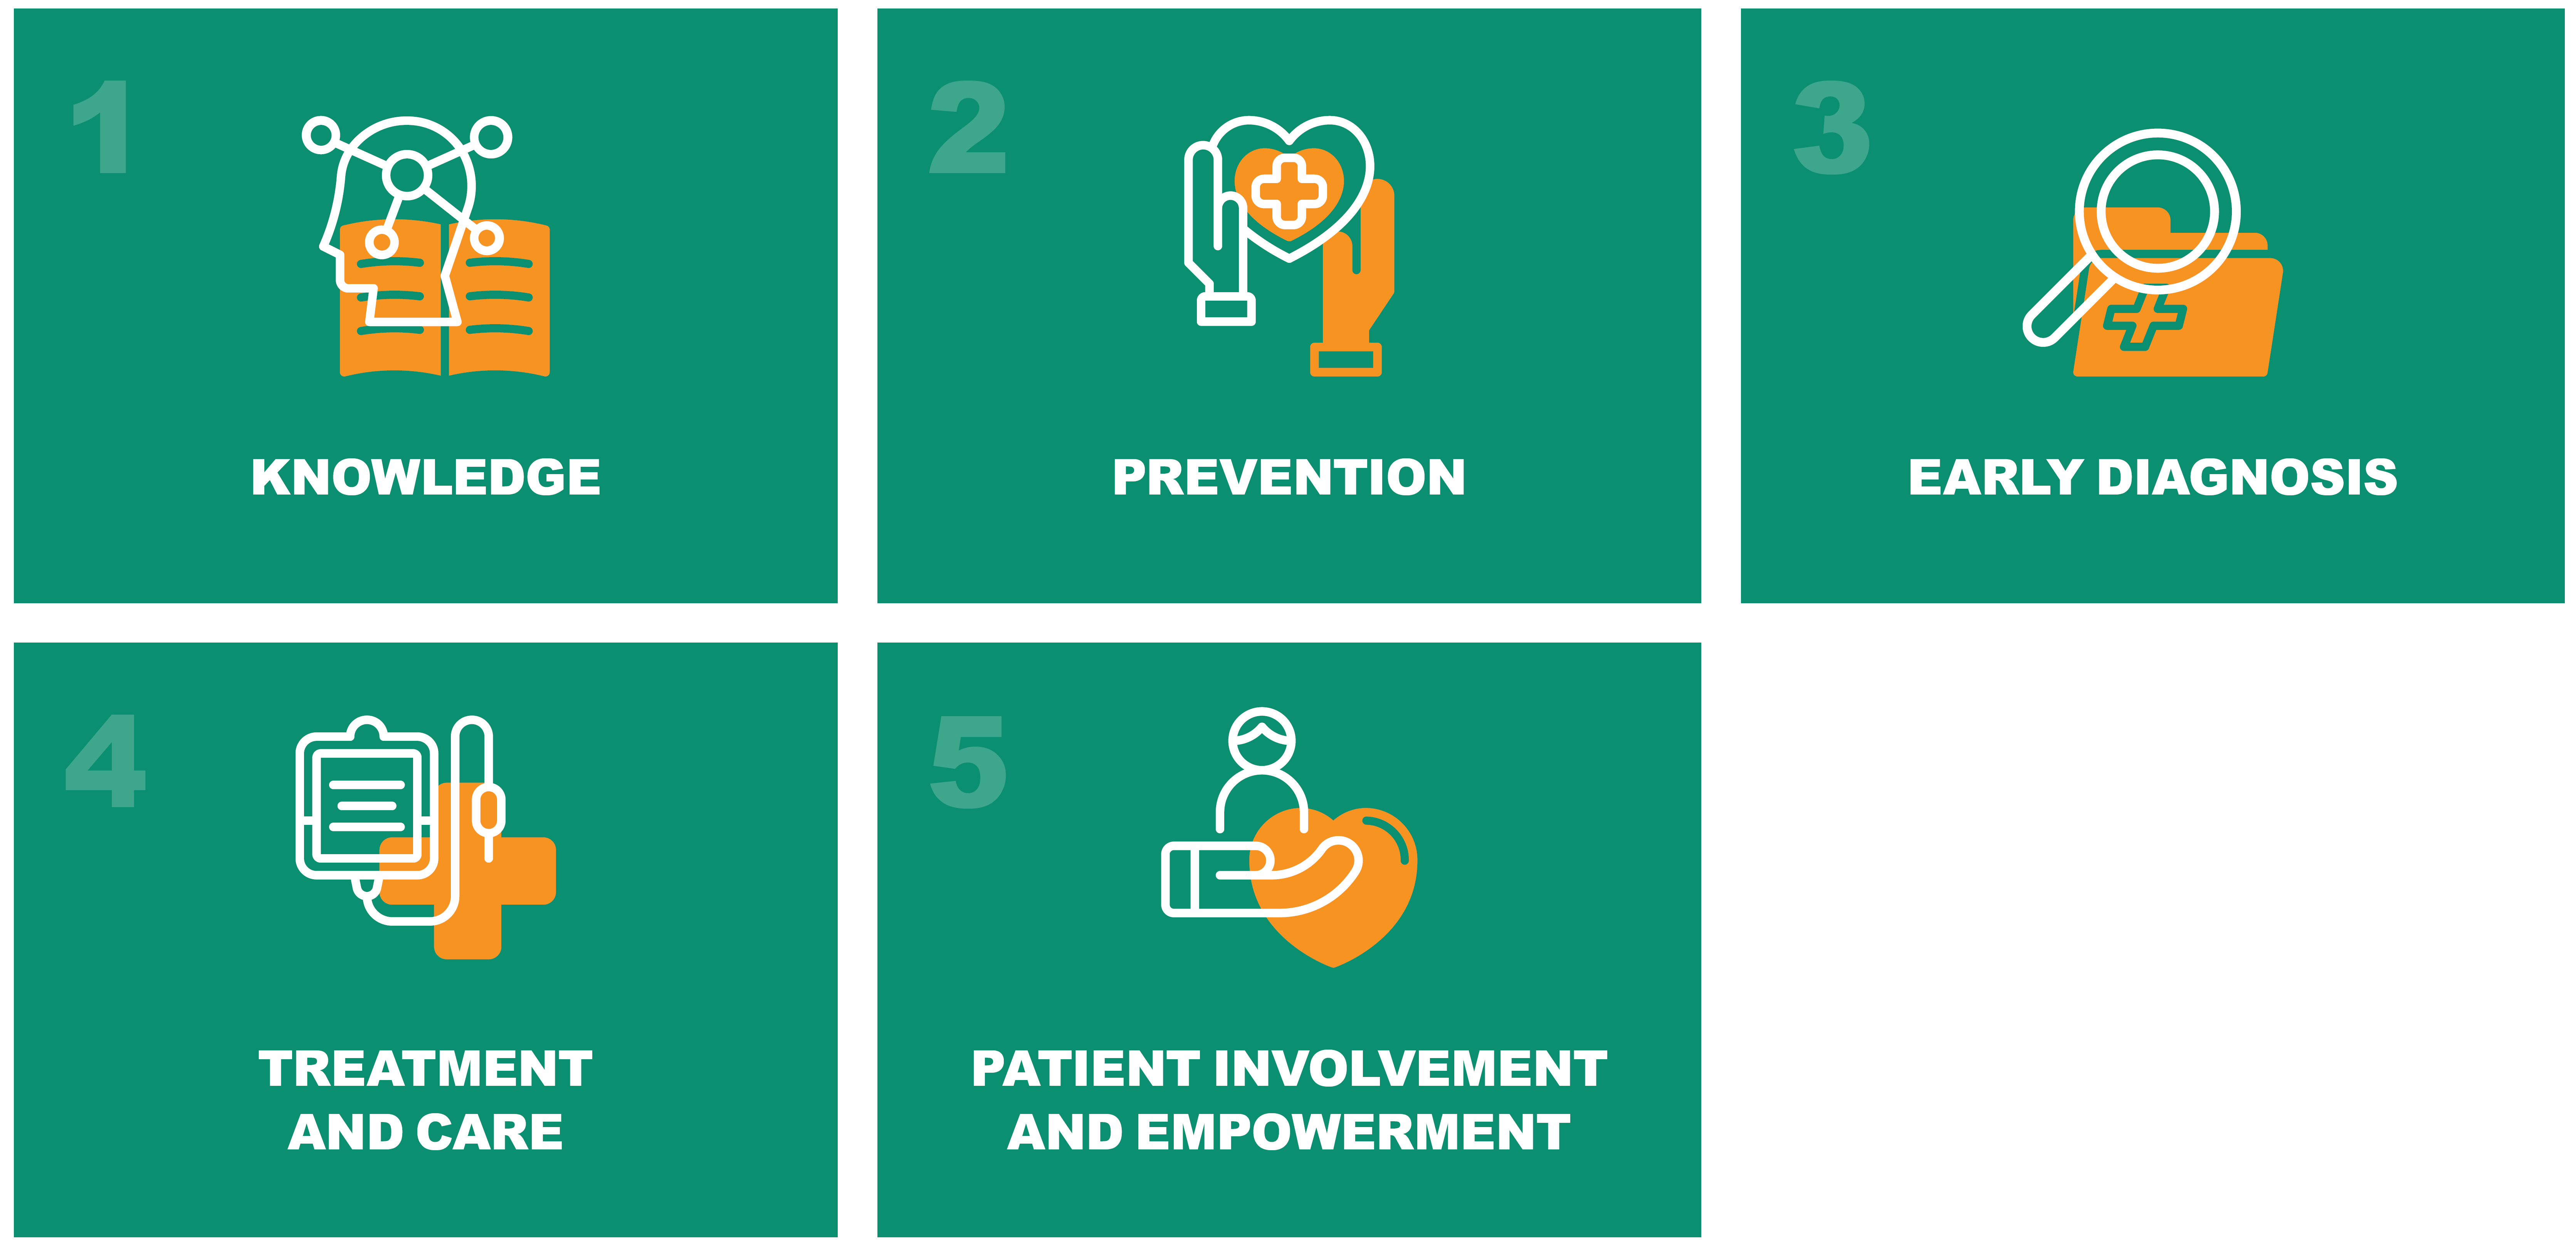 1
KNOWLEDGE
2
PREVENTION
3
EARLY DIAGNOSIS
4
TREATMENT
AND CARE
5
PATIENT INVOLVEMENT
AND EMPOWERMENT